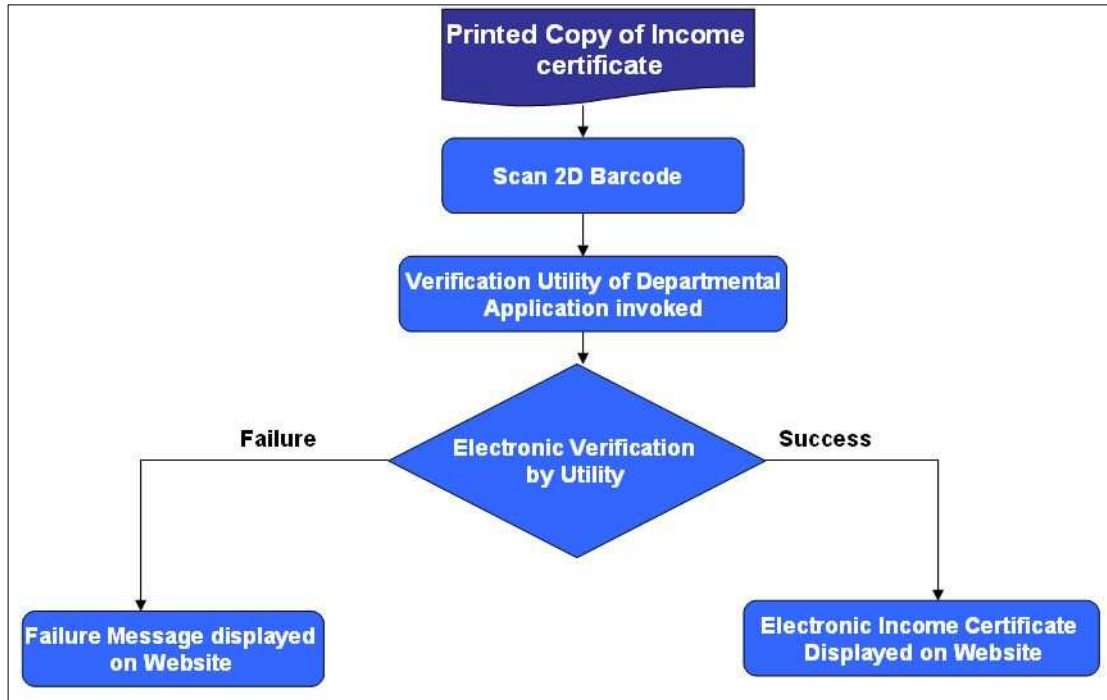 Printed Copy of Income
certificate
Scan 2D Barcode
Verification Utility of Departmental
Application invoked
Failure
Success
Electronic Verification
by Utility
Failure Message displayed
on Website
Electronic Income Certificate
Displayed on Website